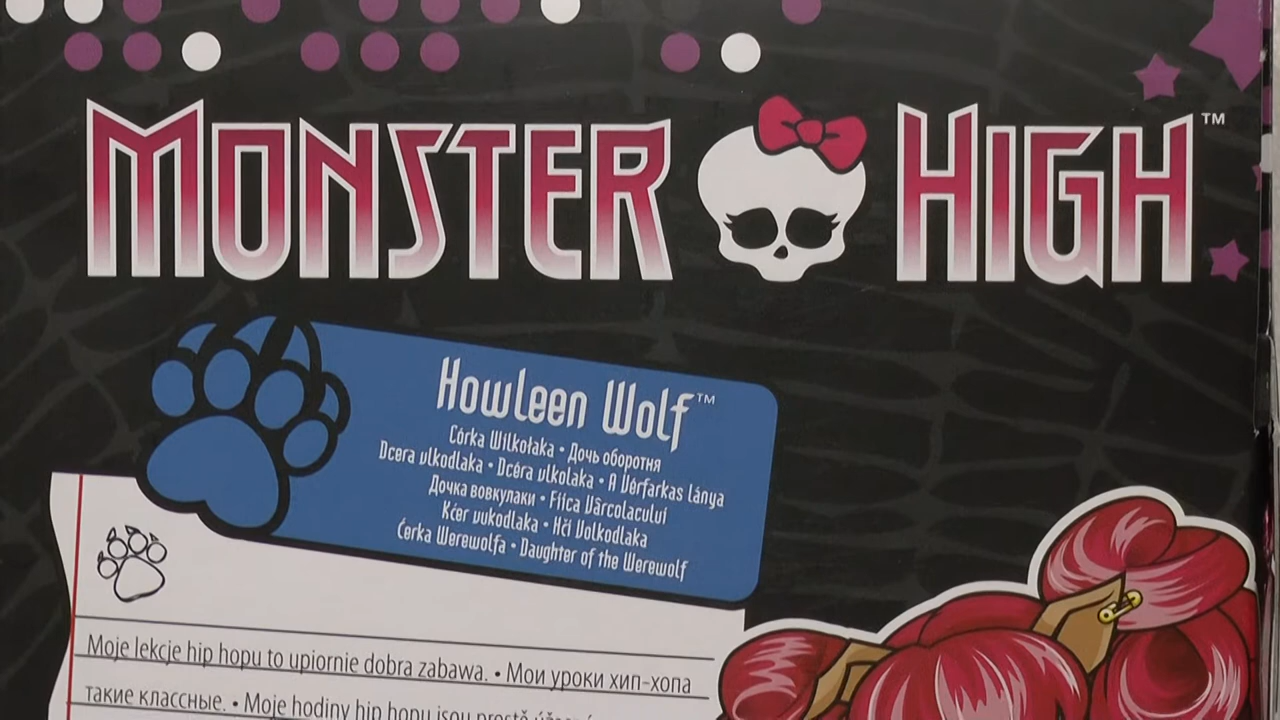 MONSTER HIGH™
Howleen Wolf™
Córka Wilkołaka • Дочь оборотня
Dcera vlkodlaka • Dcéra vlkolaka • A Vérfarkas lánya
Дочка вовкулаки • Fiica Vârcolacului
Kćer vukodlaka • Hči Volkodlaka
Ćerka Werewolfa • Daughter of the Werewolf
Moje lekcje hip hopu to upiornie dobra zabawa. • Мои уроки хип-хопа
такие классные. • Moje hodiny hip hopu jsou prostě